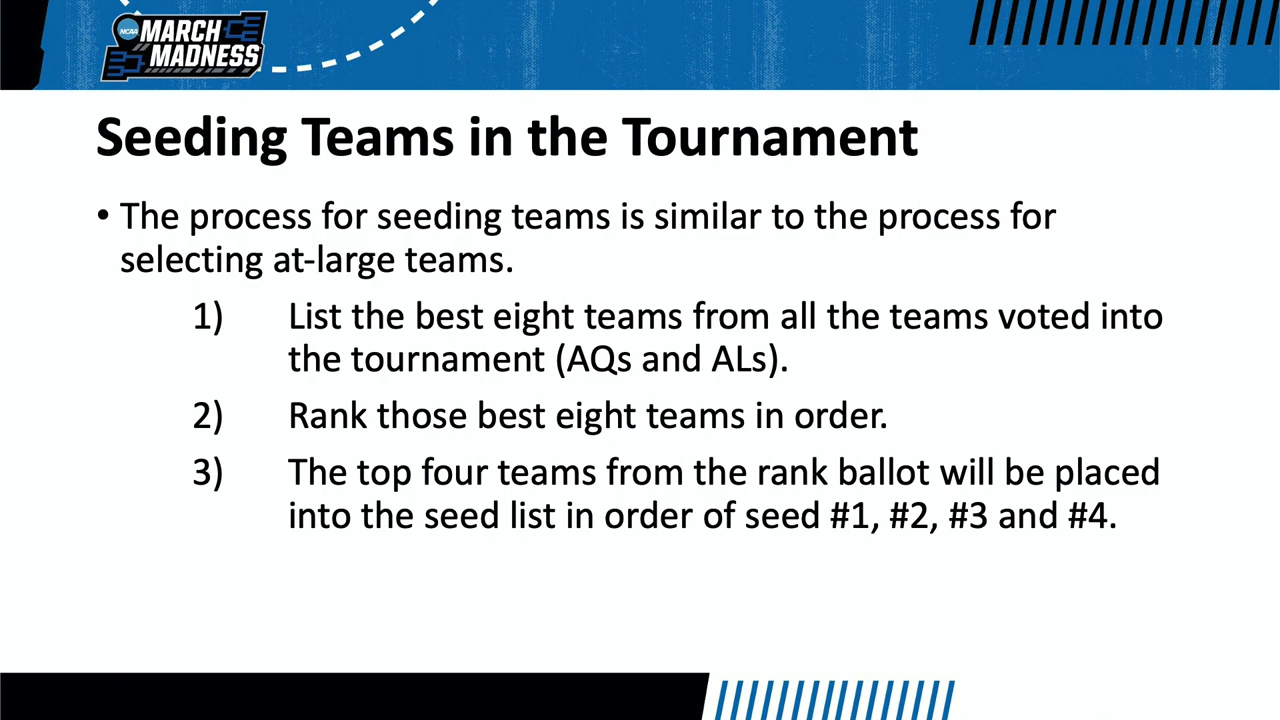 NCAA MARCH
MADNESS
Seeding Teams in the Tournament
• The process for seeding teams is similar to the process for
selecting at-large teams.
1) List the best eight teams from all the teams voted into
the tournament (AQs and ALs).
2) Rank those best eight teams in order.
3) The top four teams from the rank ballot will be placed
into the seed list in order of seed #1, #2, #3 and #4.